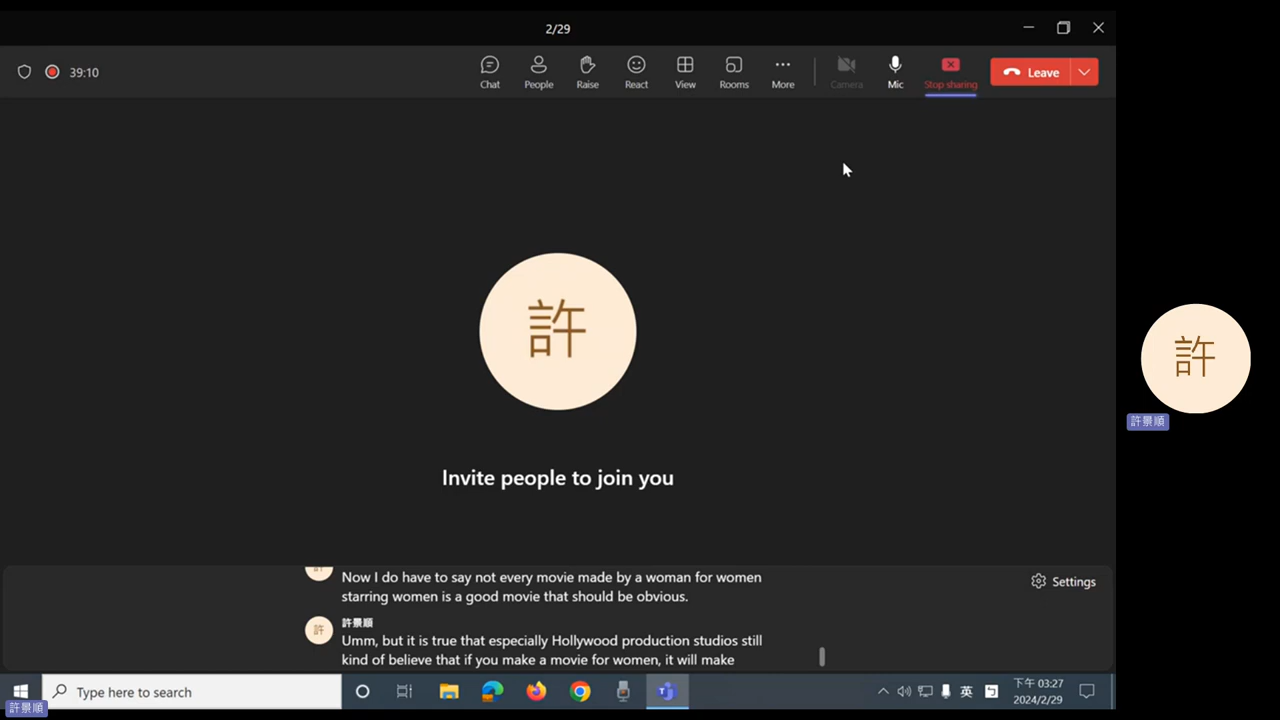 2/29
39:10
Chat
People
Raise
React
View
Rooms
More
Camera
Mic
Stop sharing
Leave
許
許
許景順
Invite people to join you
Now I do have to say not every movie made by a woman for women
starring women is a good movie that should be obvious.
Settings
許景順
許
Umm, but it is true that especially Hollywood production studios still
kind of believe that if you make a movie for women, it will make
Type here to search
英
下午 03:27
2024/2/29
許景順